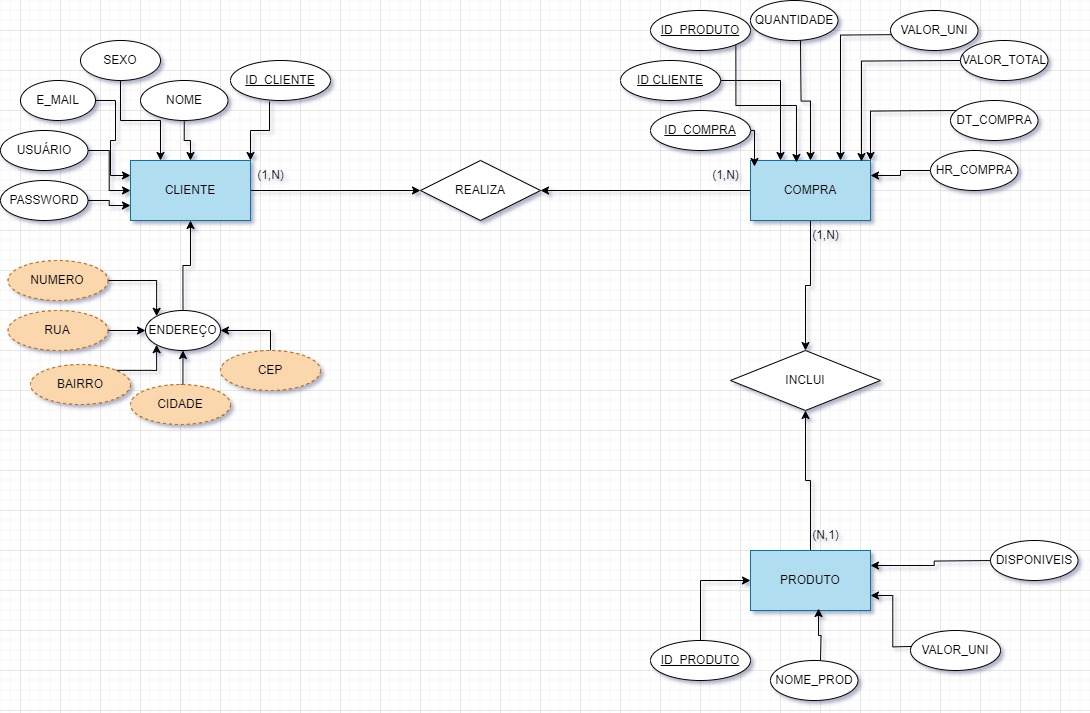 ID_PRODUTO
QUANTIDADE
VALOR_UNI
SEXO
VALOR_TOTAL
ID_CLIENTE
ID CLIENTE
E_MAIL
NOME
DT_COMPRA
ID_COMPRA
USUÁRIO
HR_COMPRA
(1,N)
(1,N)
CLIENTE
REALIZA
COMPRA
PASSWORD
(1,N)
NUMERO
RUA
ENDEREÇO
CEP
BAIRRO
INCLUI
CIDADE
(N,1)
DISPONIVEIS
PRODUTO
VALOR_UNI
ID_PRODUTO
NOME_PROD